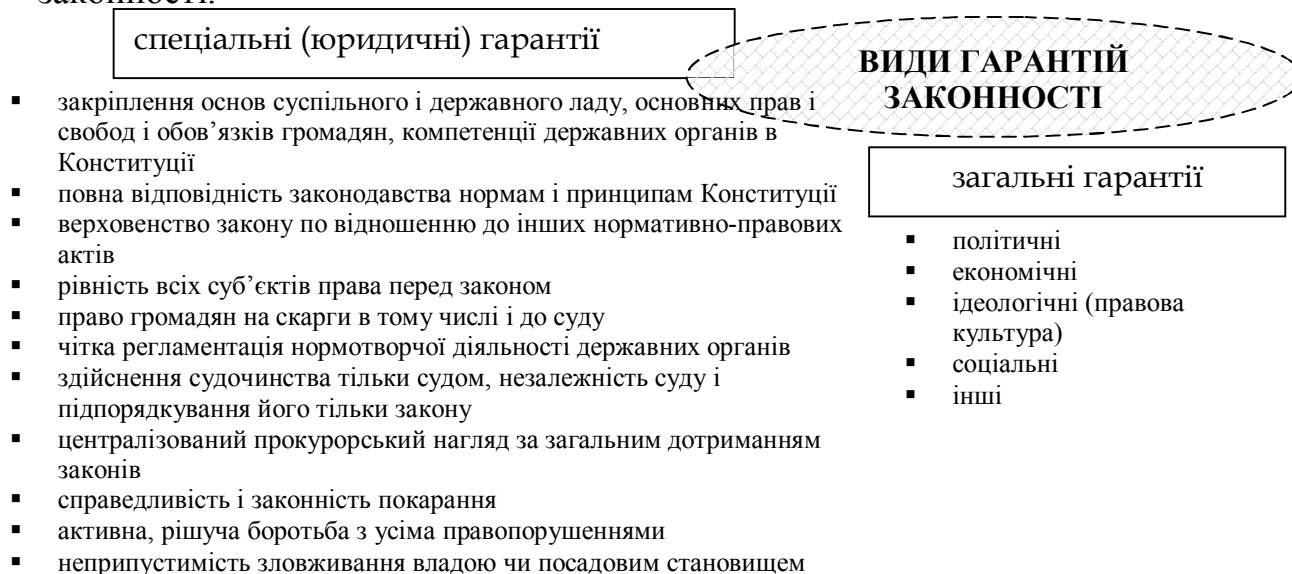 законності.
спеціальні (юридичні) гарантії
ВИДИ ГАРАНТІЙ
ЗАКОННОСТІ
▪ закріплення основ суспільного і державного ладу, основних прав і
свобод і обов’язків громадян, компетенції державних органів в
Конституції
▪ повна відповідність законодавства нормам і принципам Конституції
▪ верховенство закону по відношенню до інших нормативно-правових
актів
▪ рівність всіх суб’єктів права перед законом
▪ право громадян на скарги в тому числі і до суду
▪ чітка регламентація нормотворчої діяльності державних органів
▪ здійснення судочинства тільки судом, незалежність суду і
підпорядкування його тільки закону
▪ централізований прокурорський нагляд за загальним дотриманням
законів
▪ справедливість і законність покарання
▪ активна, рішуча боротьба з усіма правопорушеннями
▪ неприпустимість зловживання владою чи посадовим становищем
загальні гарантії
▪ політичні
▪ економічні
▪ ідеологічні (правова
культура)
▪ соціальні
▪ інші